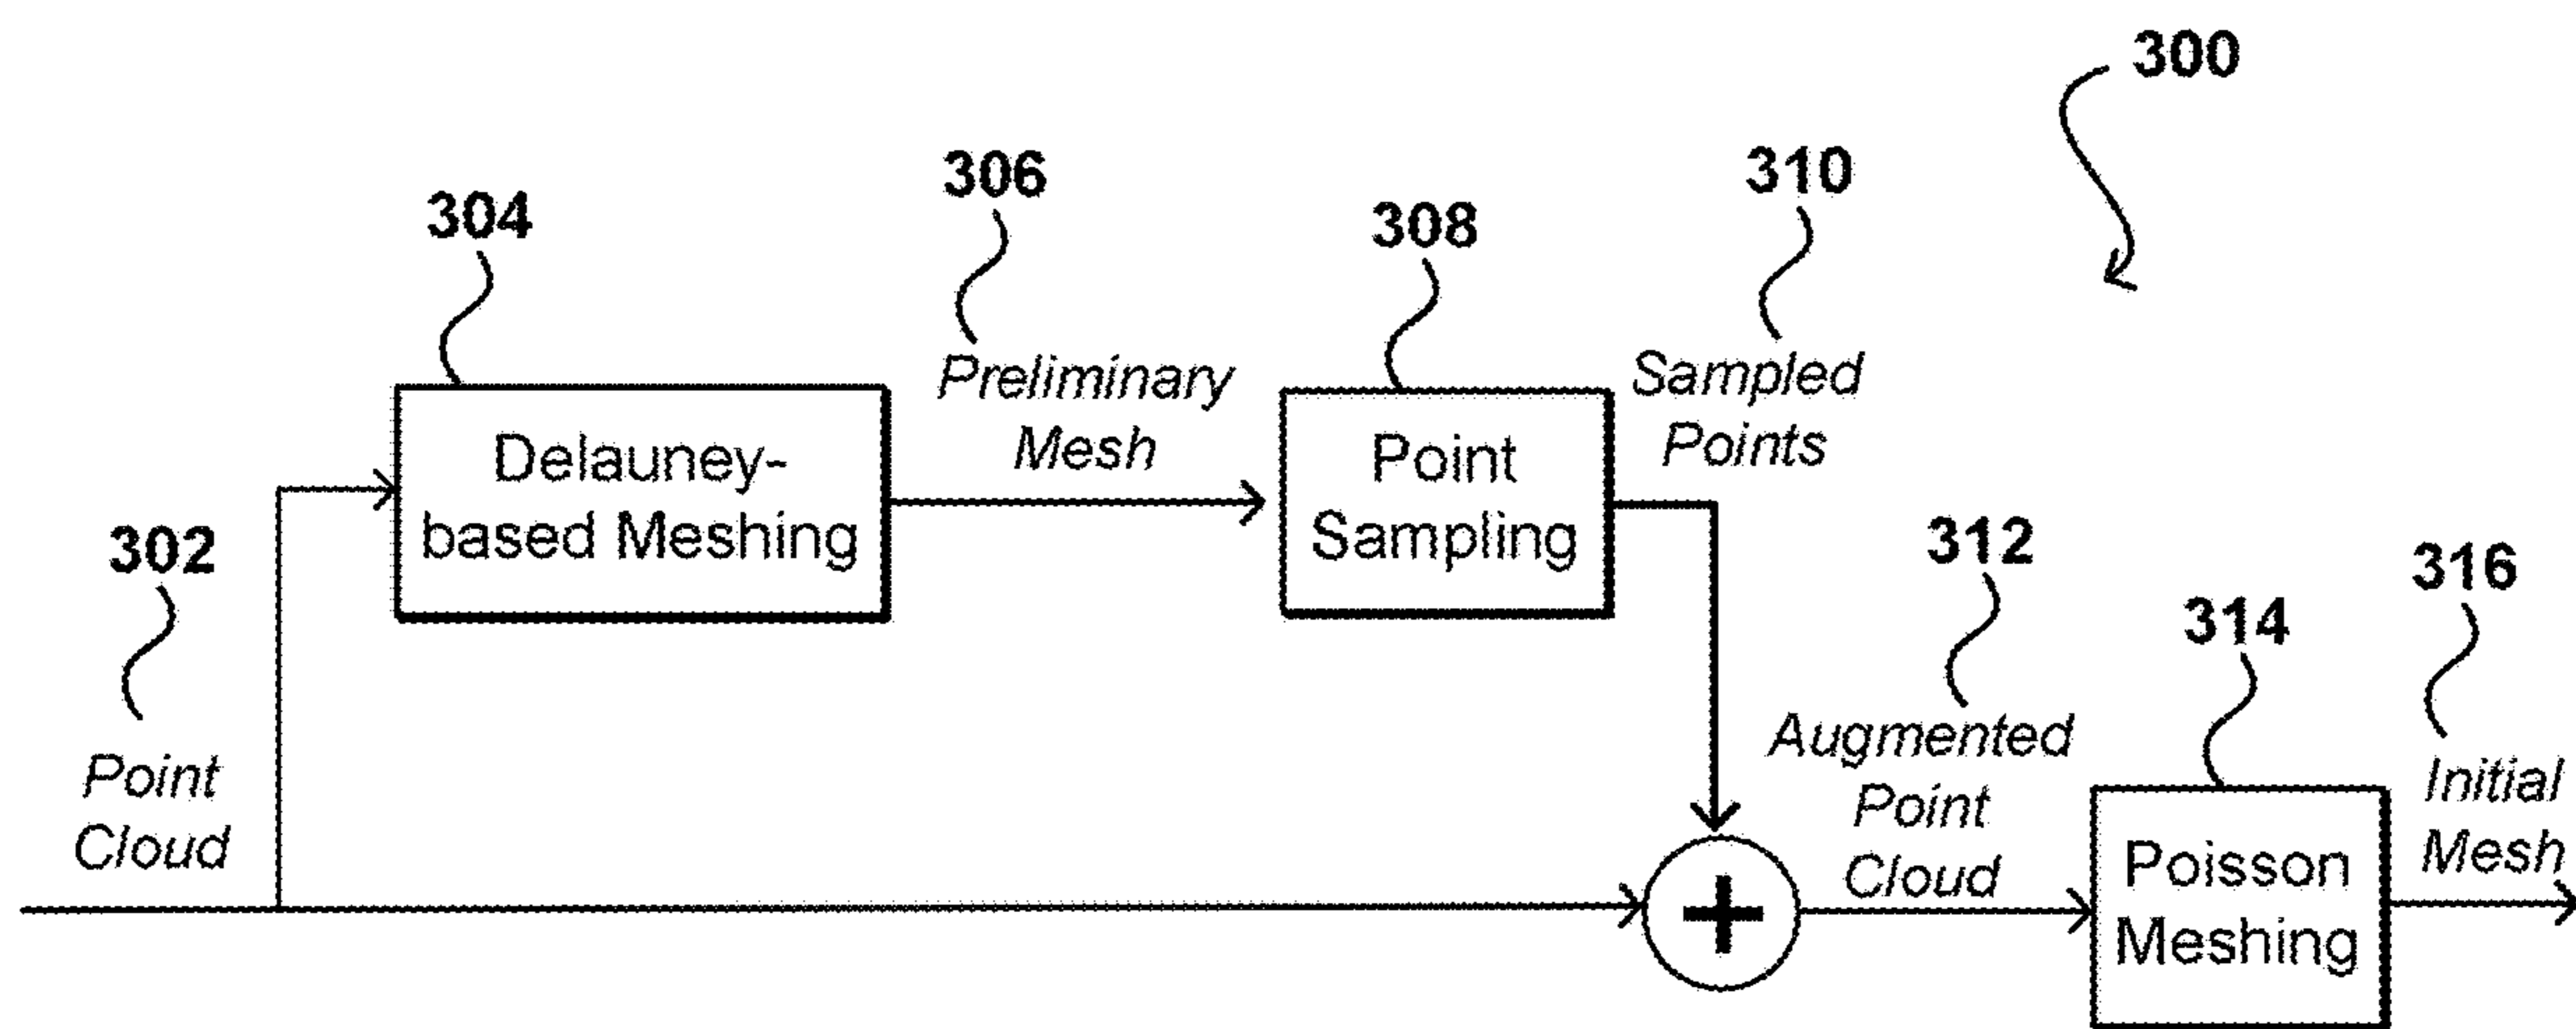 300
304
306
308
310
Preliminary
Mesh
Sampled
Points
Delauney-
based Meshing
Point
Sampling
302
Point
Cloud
312
Augmented
Point
Cloud
+
314
316
Poisson
Meshing
Initial
Mesh